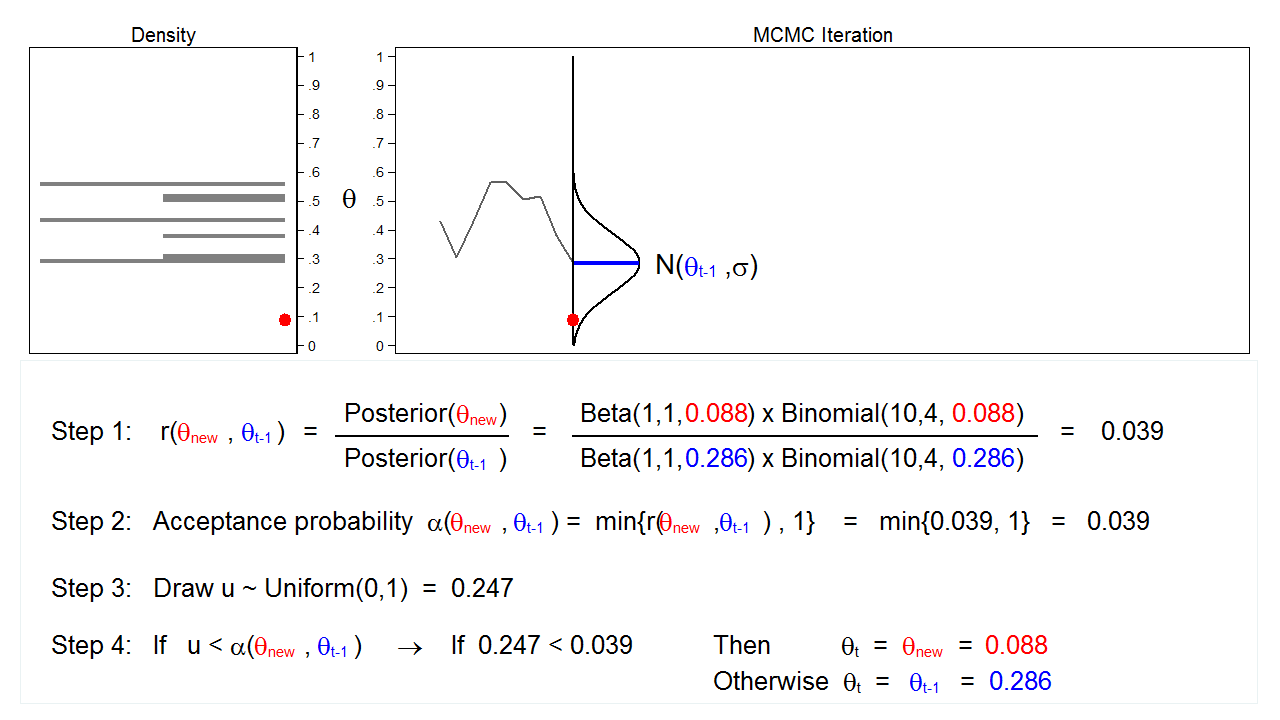 Density
MCMC Iteration
1
.9
.8
.7
.6
.5
.4
.3
.2
.1
0
θ
1
.9
.8
.7
.6
.5
.4
.3
.2
.1
0
N(θt-1 ,σ)
Step 1: r(θnew , θt-1 ) = Posterior(θnew) / Posterior(θt-1 ) = Beta(1,1,0.088) x Binomial(10,4, 0.088) / Beta(1,1,0.286) x Binomial(10,4, 0.286) = 0.039
Step 2: Acceptance probability α(θnew , θt-1 ) = min{r(θnew ,θt-1 ) , 1} = min{0.039, 1} = 0.039
Step 3: Draw u ~ Uniform(0,1) = 0.247
Step 4: If u < α(θnew , θt-1 ) → If 0.247 < 0.039 Then θt = θnew = 0.088
Otherwise θt = θt-1 = 0.286